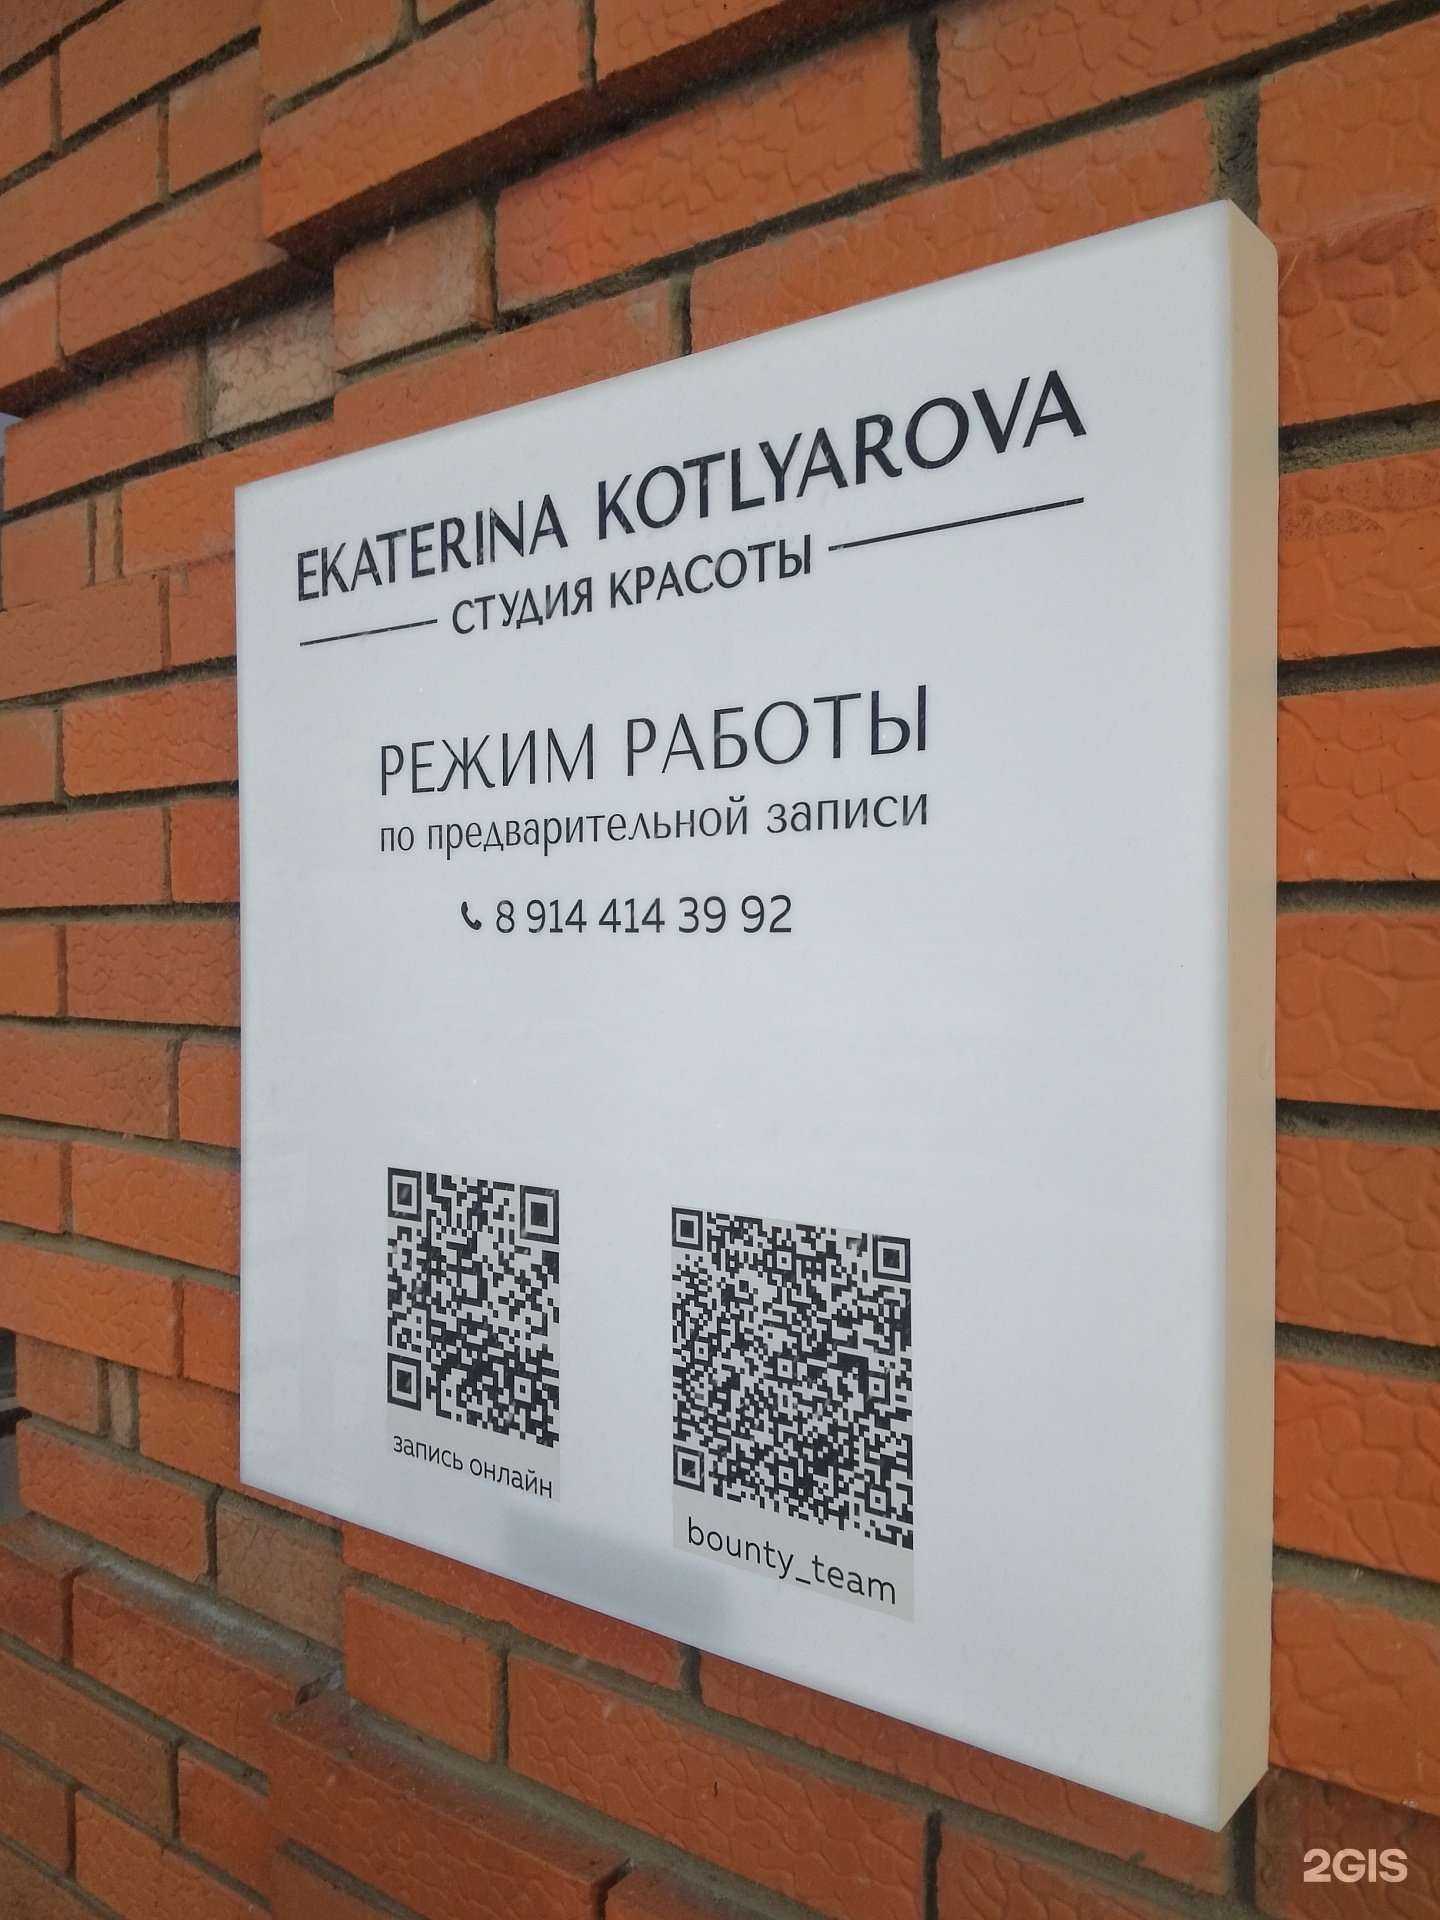 EKATERINA KOTLYAROVA
СТУДИЯ КРАСОТЫ
РЕЖИМ РАБОТЫ
по предварительной записи
8 914 414 39 92
запись онлайн
bounty_team
2GIS